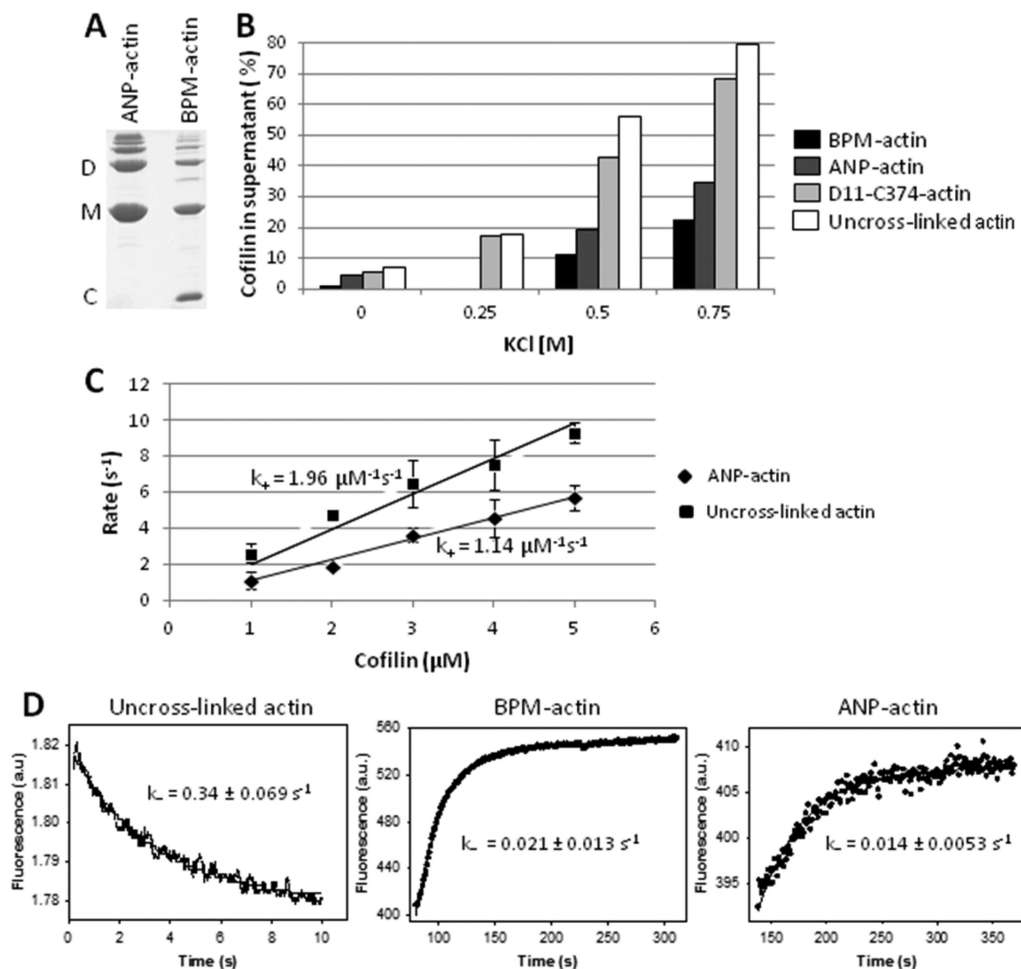 A
ANP-actin
BPM-actin
D
M
C
B
Cofilin in supernatant (%)
80
70
60
50
40
30
20
10
0
0 0.25 0.5 0.75
KCl [M]
BPM-actin
ANP-actin
D11-C374-actin
Uncross-linked actin
C
Rate (s⁻¹)
12
10
8
6
4
2
0
k₊ = 1.96 µM⁻¹s⁻¹
k₊ = 1.14 µM⁻¹s⁻¹
0 1 2 3 4 5 6
Cofilin (µM)
ANP-actin
Uncross-linked actin
D
Uncross-linked actin
Fluorescence (a.u)
1.82
1.81
1.80
1.79
1.78
k₋ = 0.34 ± 0.069 s⁻¹
0 2 4 6 8 10
Time (s)
BPM-actin
Fluorescence (a.u.)
560
520
480
440
400
k₋ = 0.021 ± 0.013 s⁻¹
100 150 200 250 300
Time (s)
ANP-actin
Fluorescence (a.u.)
410
405
400
395
k₋ = 0.014 ± 0.0053 s⁻¹
150 200 250 300 350
Time (s)